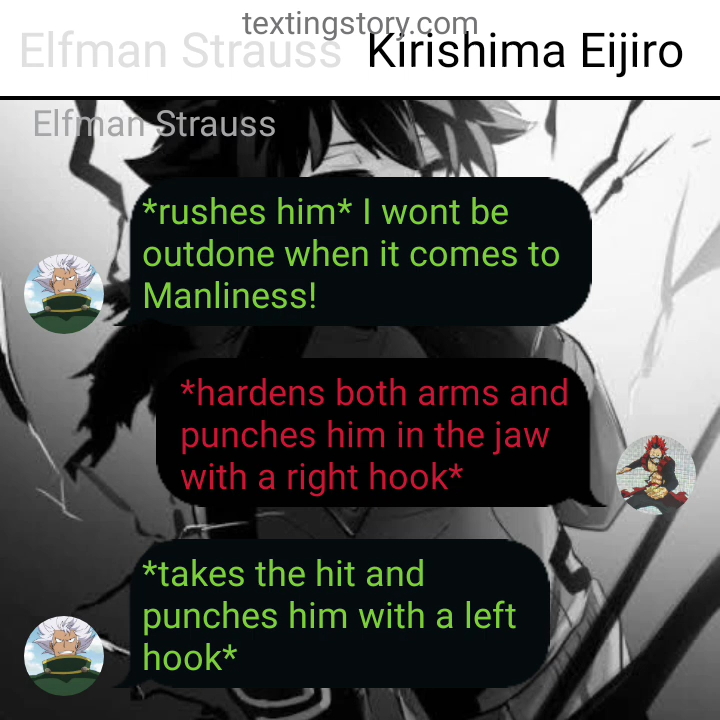 textingstory.com
Elfman Strauss Kirishima Eijiro
Elfman Strauss
*rushes him* I wont be
outdone when it comes to
Manliness!
*hardens both arms and
punches him in the jaw
with a right hook*
*takes the hit and
punches him with a left
hook*